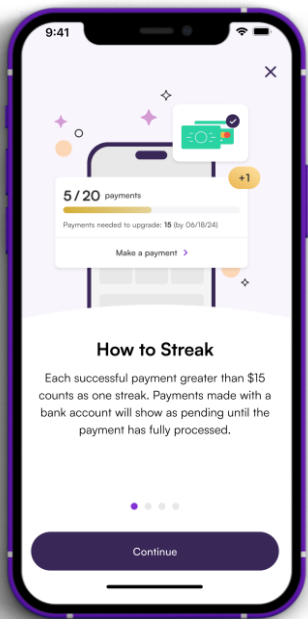 9:41
+1
5/20 payments
Payments needed to upgrade: 15 (by 06/18/24)
Make a payment >
How to Streak
Each successful payment greater than $15
counts as one streak. Payments made with a
bank account will show as pending until the
payment has fully processed.
Continue